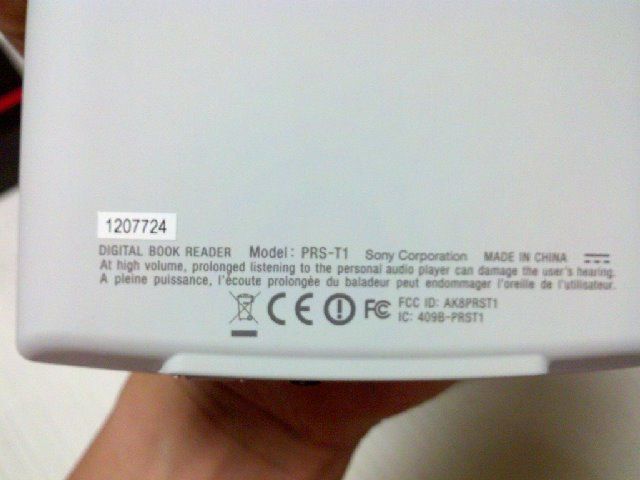 1207724
DIGITAL BOOK READER Model: PRS-T1 Sony Corporation MADE IN CHINA
At high volume, prolonged listening to the personal audio player can damage the user's hearing.
A pleine puissance, l'écoute prolongée du baladeur peut endommager l'oreille de l'utilisateur.
CE FC FCC ID: AK8PRST1
IC: 409B-PRST1